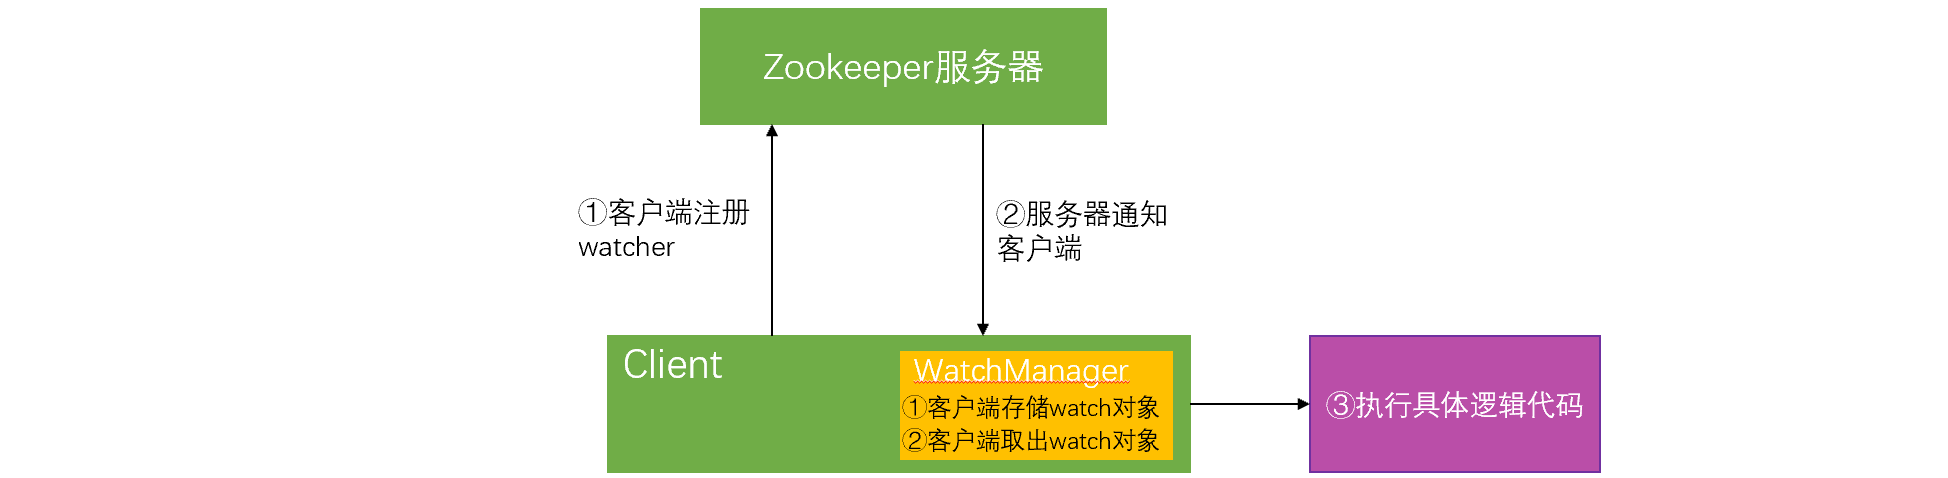 Zookeeper服务器
①客户端注册
watcher
②服务器通知
客户端
Client
WatchManager
①客户端存储watch对象
②客户端取出watch对象
③执行具体逻辑代码